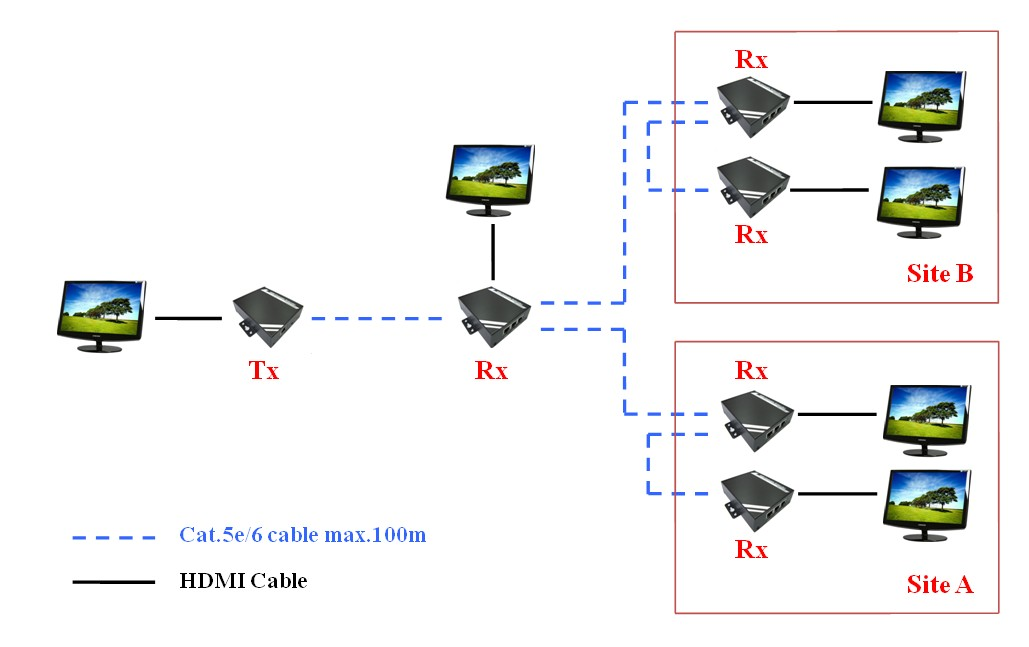 Rx
Rx
Site B
Tx
Rx
Rx
Rx
Site A
Cat.5e/6 cable max.100m
HDMI Cable